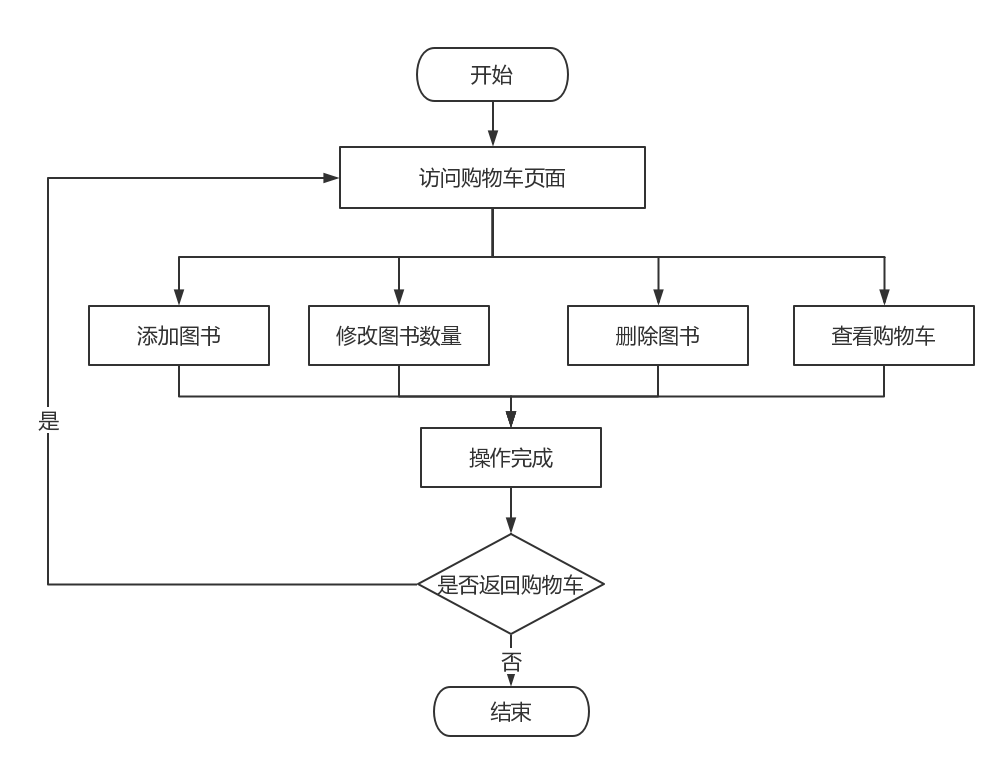 开始
访问购物车页面
添加图书
修改图书数量
删除图书
查看购物车
是
操作完成
是否返回购物车
否
结束